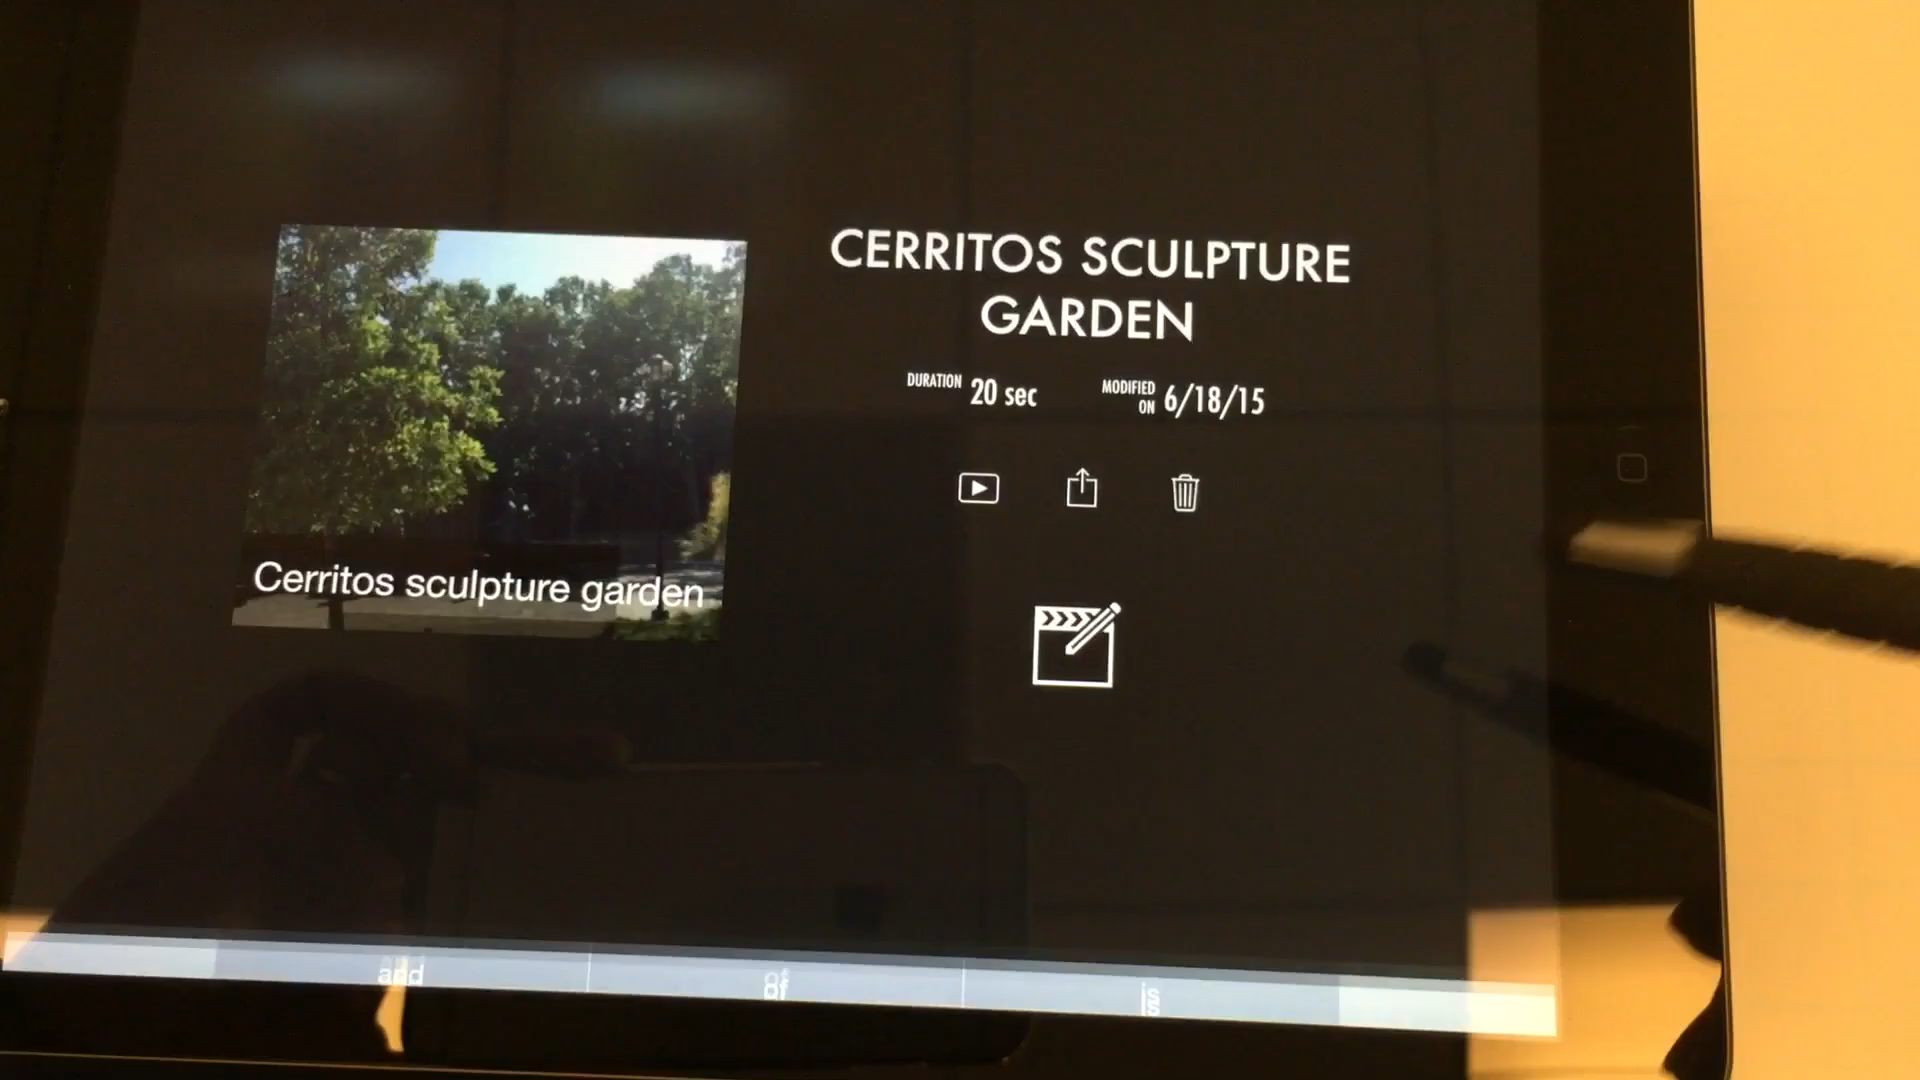 CERRITOS SCULPTURE
GARDEN
DURATION 20 sec
MODIFIED ON 6/18/15
Cerritos sculpture garden
and
of
is